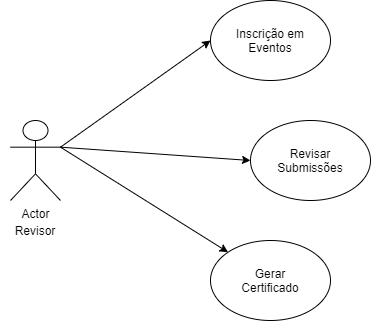 Inscrição em
Eventos
Revisar
Submissões
Actor
Revisor
Gerar
Certificado